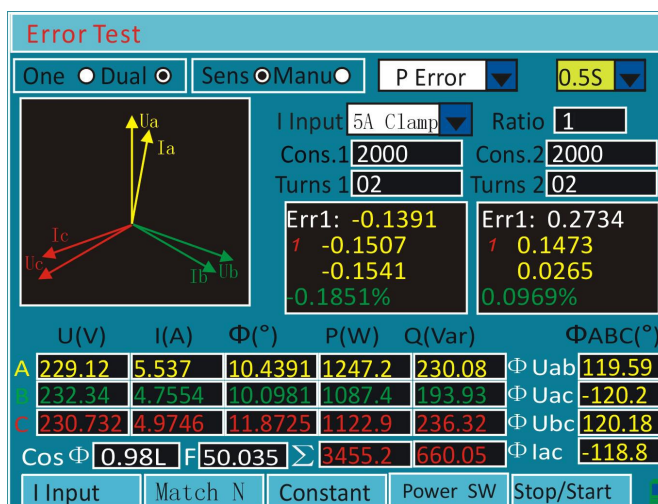 Error Test
One Dual Sens Manu P Error 0.5S
I Input 5A Clamp Ratio 1
Cons.1 2000 Cons.2 2000
Turns 1 02 Turns 2 02
Ua
Ia
Ic
Uc
Ib Ub
Err1: -0.1391 Err1: 0.2734
1 -0.1507 1 0.1473
-0.1541 0.0265
-0.1851% 0.0969%
U(V) I(A) Φ(°) P(W) Q(Var) ΦABC(°)
A 229.12 5.537 10.4391 1247.2 230.08 Φ Uab 119.59
B 232.34 4.7554 10.0981 1087.4 193.93 Φ Uac -120.2
C 230.732 4.9746 11.8725 1122.9 236.32 Φ Ubc 120.18
Cos Φ 0.98L F 50.035 Σ 3455.2 660.05 Φ Iac -118.8
I Input Match N Constant Power SW Stop/Start